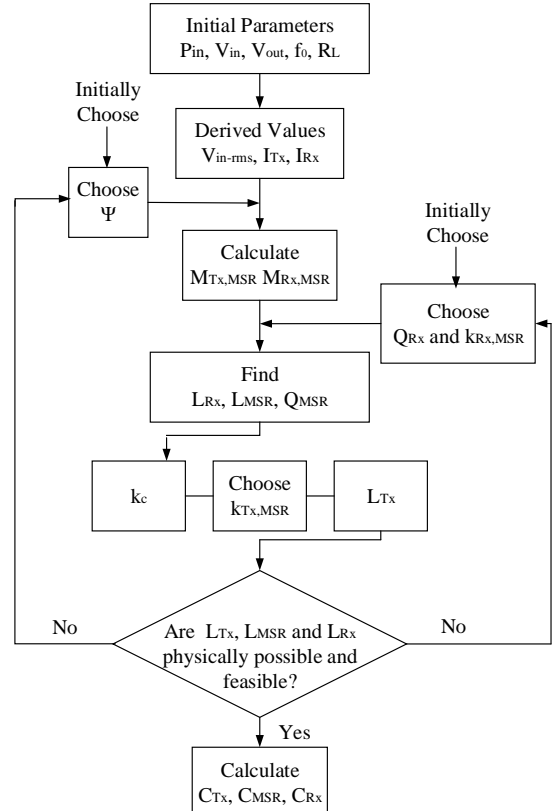 Initial Parameters
Pin, Vin, Vout, f0, RL
Initially
Choose
Derived Values
Vin-rms, ITx, IRx
Choose
Ψ
Initially
Choose
Calculate
MTx,MSR MRx,MSR
Choose
QRx and kRx,MSR
Find
LRx, LMSR, QMSR
kc
Choose
kTx,MSR
LTx
No
No
Are LTx, LMSR and LRx
physically possible and
feasible?
Yes
Calculate
CTx, CMSR, CRx